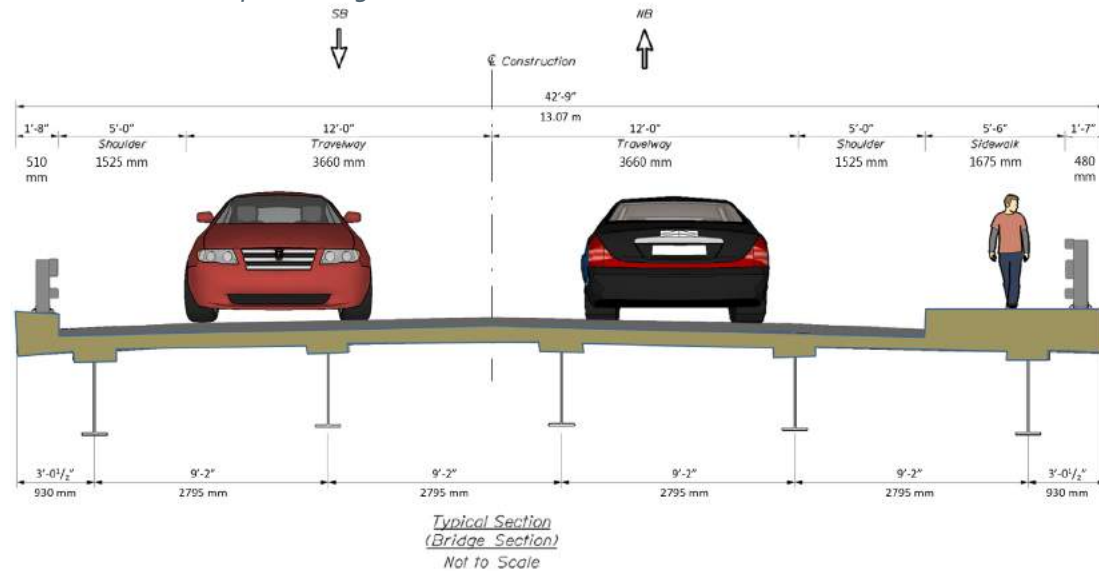 SB
NB
℄ Construction
42'-9"
13.07 m
1'-8" 5'-0" 12'-0" 12'-0" 5'-0" 5'-6" 1'-7"
Shoulder Travelway Travelway Shoulder Sidewalk
510 mm 1525 mm 3660 mm 3660 mm 1525 mm 1675 mm 480 mm
3'-0½" 9'-2" 9'-2" 9'-2" 9'-2" 3'-0½"
930 mm 2795 mm 2795 mm 2795 mm 2795 mm 930 mm
Typical Section
(Bridge Section)
Not to Scale